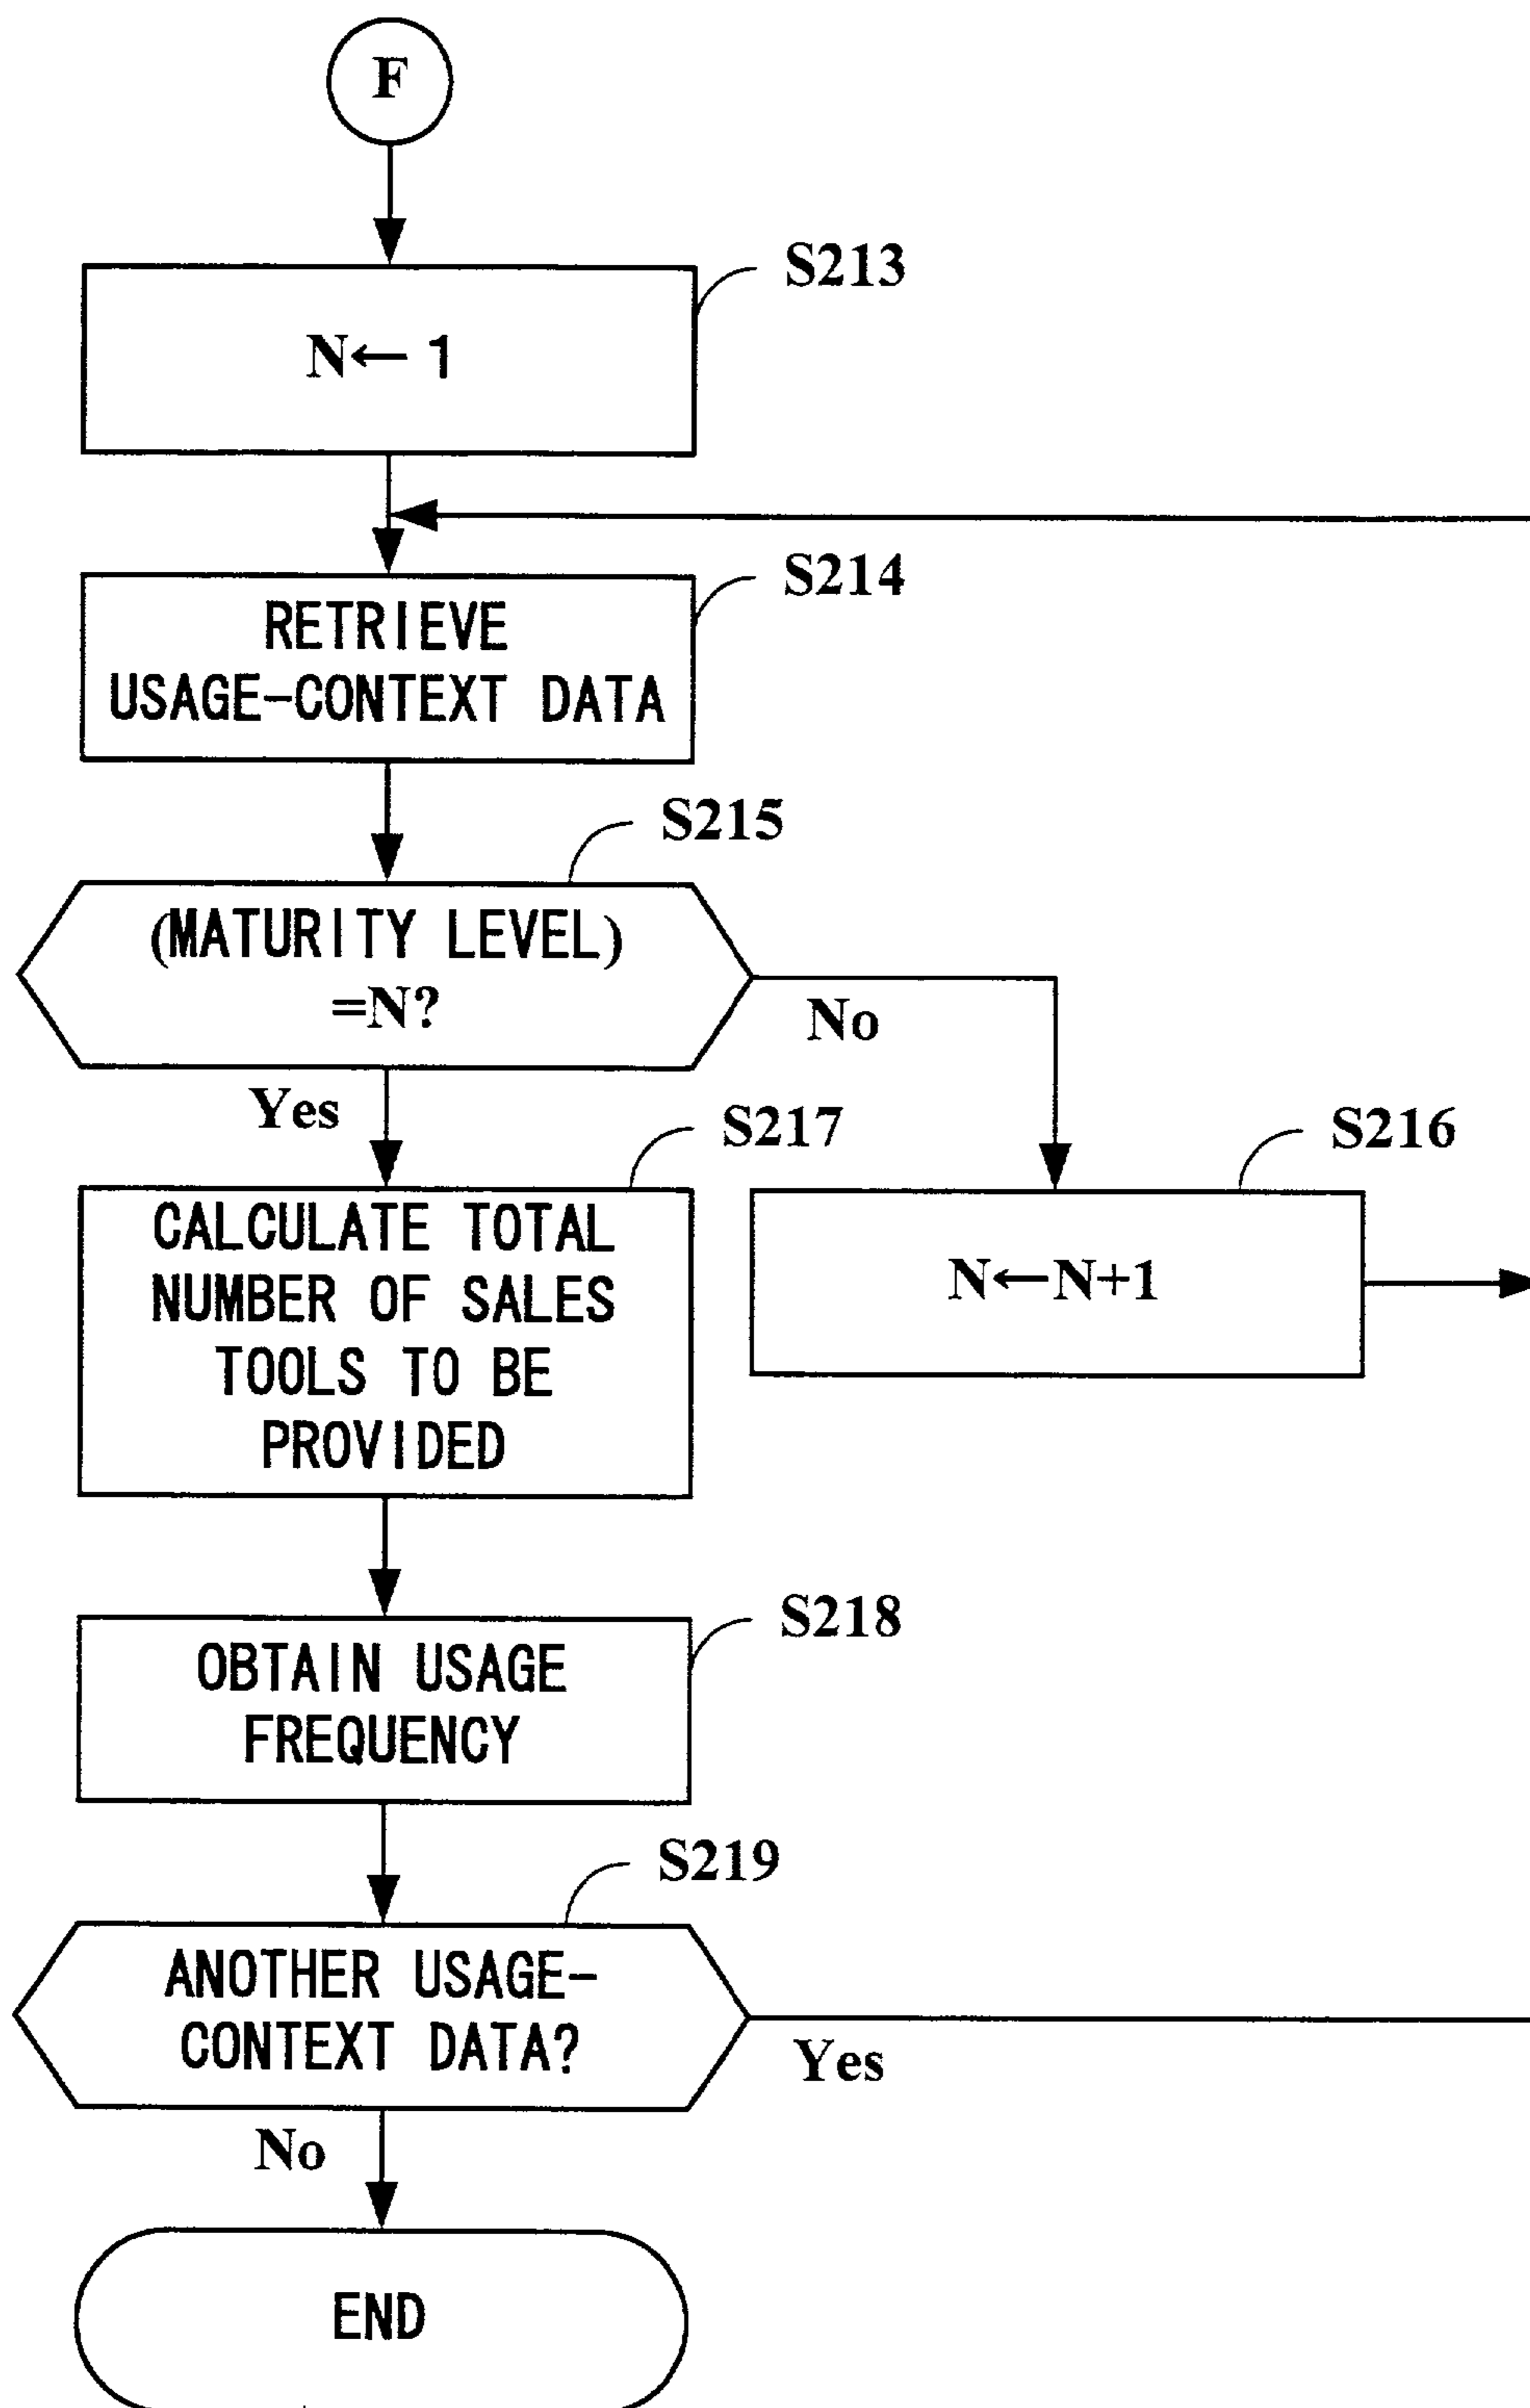 F
S213
N← 1
S214
RETRIEVE
USAGE-CONTEXT DATA
S215
(MATURITY LEVEL)
=N?
No
Yes
S217
S216
CALCULATE TOTAL
NUMBER OF SALES
TOOLS TO BE
PROVIDED
N←N+1
S218
OBTAIN USAGE
FREQUENCY
S219
ANOTHER USAGE-
CONTEXT DATA?
Yes
No
END